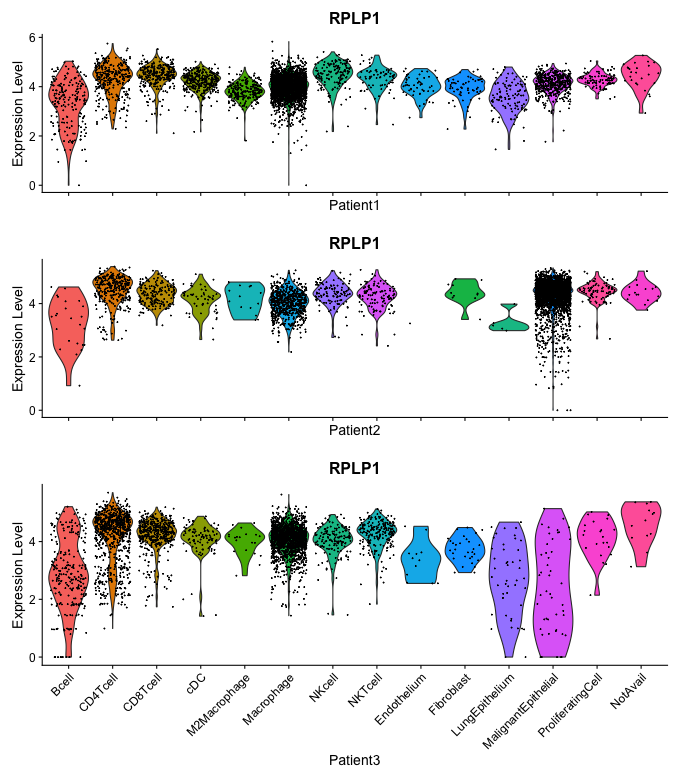 RPLP1
Expression Level
6
4
2
0
Patient1
RPLP1
Expression Level
4
2
0
Patient2
RPLP1
Expression Level
4
2
0
Bcell
CD4Tcell
CD8Tcell
cDC
M2Macrophage
Macrophage
NKcell
NKTcell
Endothelium
Fibroblast
LungEpithelium
MalignantEpithelial
ProliferatingCell
NotAvail
Patient3